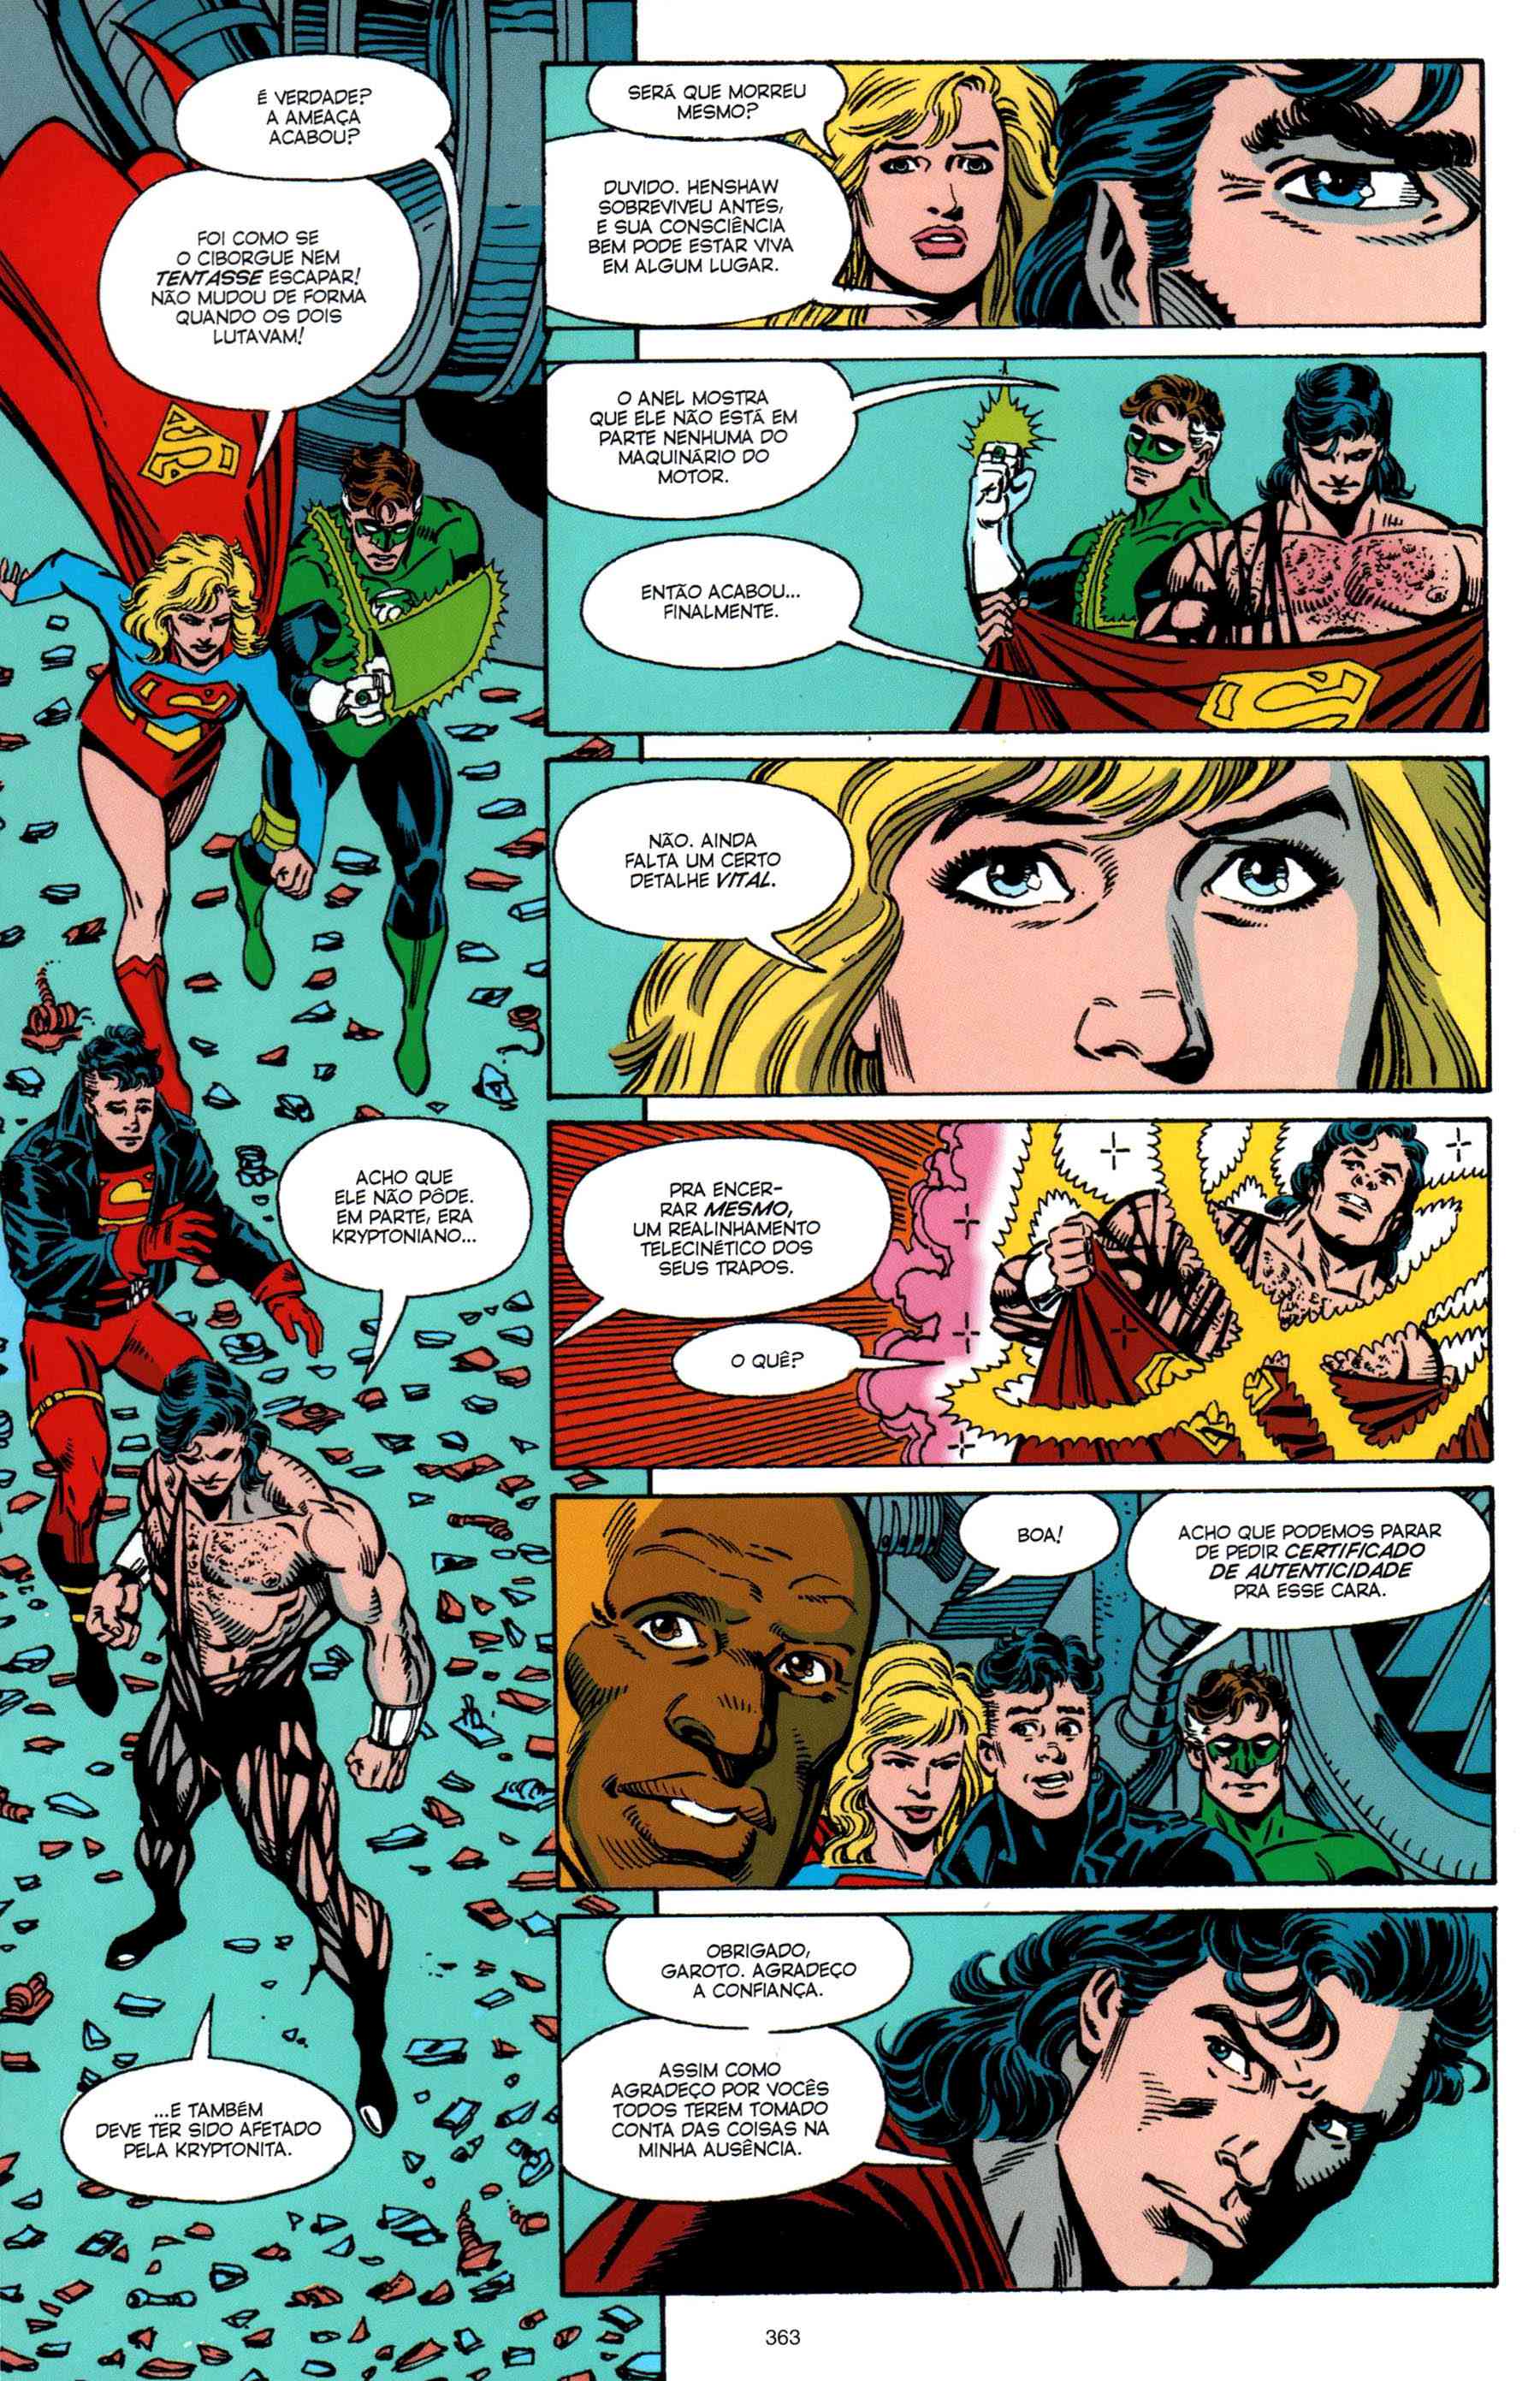 É VERDADE?
A AMEAÇA
ACABOU?
FOI COMO SE
O CIBORGUE NEM
TENTASSE ESCAPAR!
NÃO MUDOU DE FORMA
QUANDO OS DOIS
LUTAVAM!
ACHO QUE
ELE NÃO PÔDE.
EM PARTE, ERA
KRYPTONIANO...
...E TAMBÉM
DEVE TER SIDO AFETADO
PELA KRYPTONITA.
SERÁ QUE MORREU
MESMO?
DUVIDO. HENSHAW
SOBREVIVEU ANTES,
E SUA CONSCIÊNCIA
BEM PODE ESTAR VIVA
EM ALGUM LUGAR.
O ANEL MOSTRA
QUE ELE NÃO ESTÁ EM
PARTE NENHUMA DO
MAQUINÁRIO DO
MOTOR.
ENTÃO ACABOU...
FINALMENTE.
NÃO. AINDA
FALTA UM CERTO
DETALHE VITAL.
PRA ENCER-
RAR MESMO,
UM REALINHAMENTO
TELECINÉTICO DOS
SEUS TRAPOS.
O QUÊ?
BOA!
ACHO QUE PODEMOS PARAR
DE PEDIR CERTIFICADO
DE AUTENTICIDADE
PRA ESSE CARA.
OBRIGADO,
GAROTO. AGRADEÇO
A CONFIANÇA.
ASSIM COMO
AGRADEÇO POR VOCÊS
TODOS TEREM TOMADO
CONTA DAS COISAS NA
MINHA AUSÊNCIA.
363